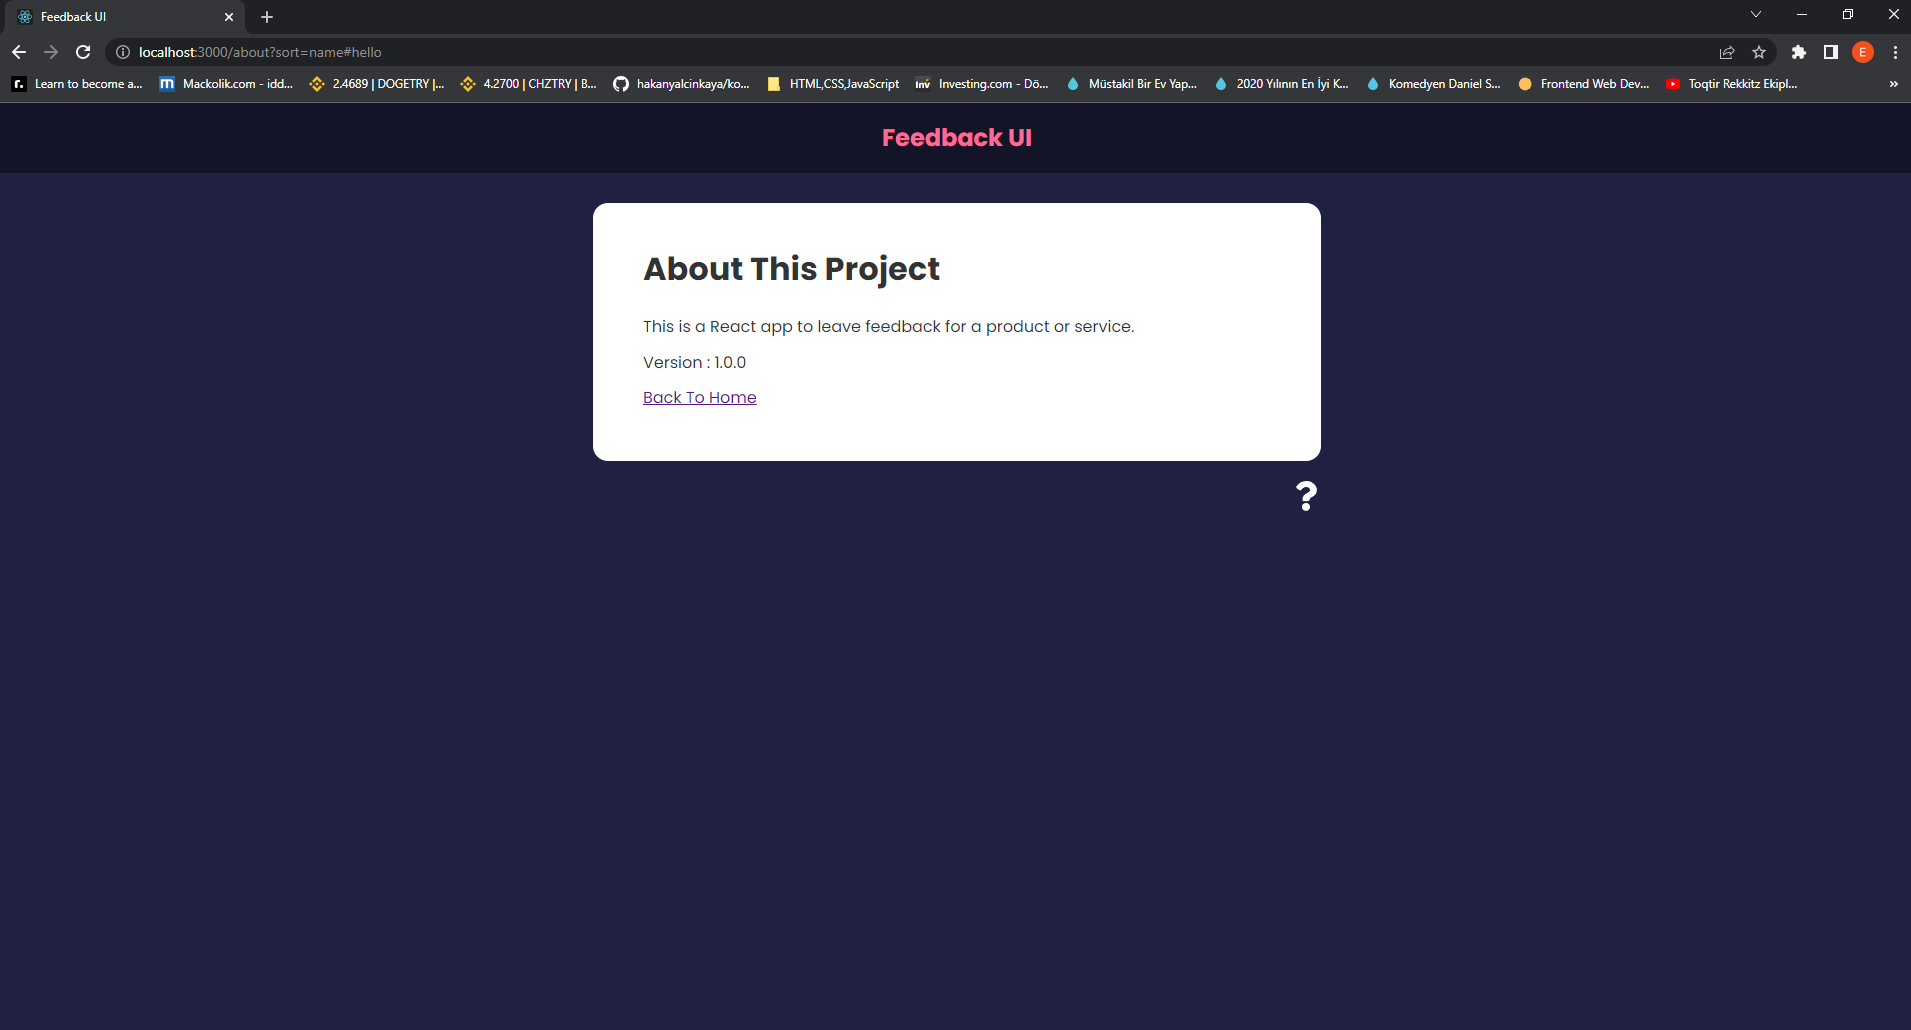 Feedback UI
localhost:3000/about?sort=name#hello
E
r. Learn to become a... m Mackolik.com - idd... 2.4689 | DOGETRY |... 4.2700 | CHZTRY | B... hakanyalcinkaya/ko... HTML,CSS,JavaScript Inv Investing.com - Dö... Müstakil Bir Ev Yap... 2020 Yılının En İyi K... Komedyen Daniel S... Frontend Web Dev... Toqtir Rekkitz Ekipl... »
Feedback UI
About This Project
This is a React app to leave feedback for a product or service.
Version : 1.0.0
Back To Home
?